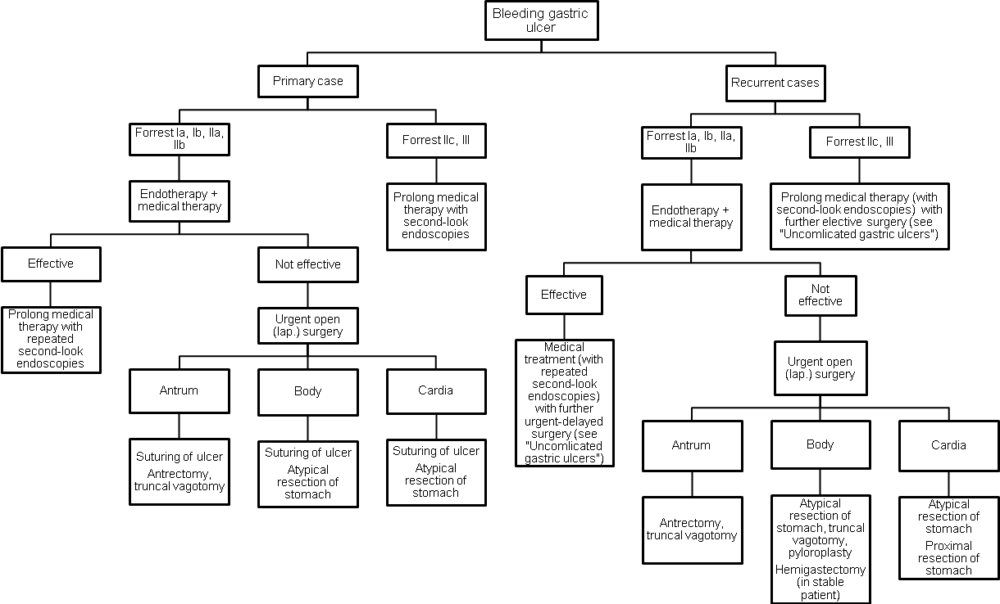 Bleeding gastric
ulcer
Primary case
Recurrent cases
Forrest Ia, Ib, IIa,
IIb
Forrest IIc, III
Forrest Ia, Ib, IIa,
IIb
Forrest IIc, III
Endotherapy +
medical therapy
Prolong medical
therapy with
second-look
endoscopies
Endotherapy +
medical therapy
Prolong medical therapy (with
second-look endoscopies)  with
further elective surgery (see
"Uncomlicated gastric ulcers")
Effective
Not effective
Effective
Not
effective
Prolong medical
therapy with
repeated
second-look
endoscopies
Urgent open
(lap.) surgery
Medical
treatment (with
repeated
second-look
endoscopies)
with further
urgent-delayed
surgery (see
"Uncomlicated
gastric ulcers")
Urgent open
(lap.) surgery
Antrum
Body
Cardia
Antrum
Body
Cardia
Suturing of ulcer
Antrectomy,
truncal vagotomy
Suturing of ulcer
Atypical
resection of
stomach
Suturing of ulcer
Atypical
resection of
stomach
Antrectomy,
truncal vagotomy
Atypical
resection of
stomach, truncal
vagotomy,
pyloroplasty
Hemigastectomy
(in stable
patient)
Atypical
resection of
stomach
Proximal
resection of
stomach